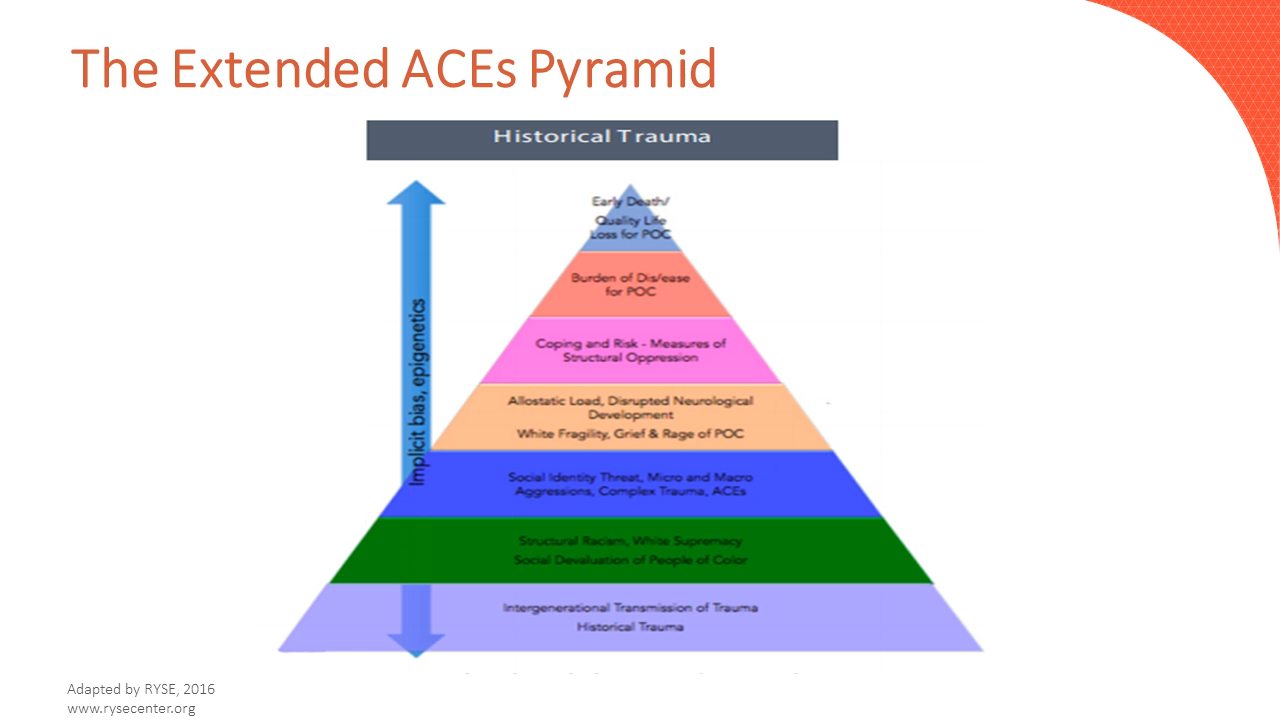 The Extended ACEs Pyramid
Historical Trauma
Early Death/
Quality Life
Loss for POC
Burden of Dis/ease
for POC
Coping and Risk - Measures of
Structural Oppression
Allostatic Load, Disrupted Neurological
Development
White Fragility, Grief & Rage of POC
Social Identity Threat, Micro and Macro
Aggressions, Complex Trauma, ACEs
Structural Racism, White Supremacy
Social Devaluation of People of Color
Intergenerational Transmission of Trauma
Historical Trauma
Implicit bias, epigenetics
Adapted by RYSE, 2016
www.rysecenter.org